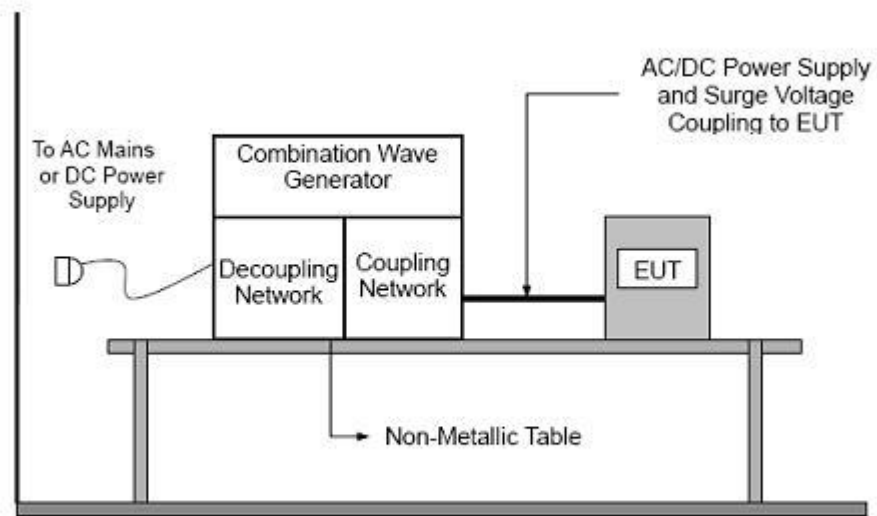 AC/DC Power Supply
and Surge Voltage
Coupling to EUT
To AC Mains
or DC Power
Supply
Combination Wave
Generator
Decoupling
Network
Coupling
Network
EUT
Non-Metallic Table